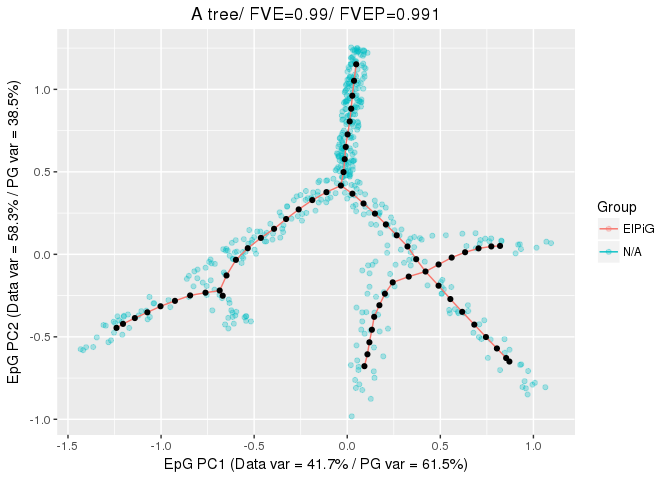 A tree/ FVE=0.99/ FVEP=0.991
EpG PC2 (Data var = 58.3% / PG var = 38.5%)
1.0
0.5
0.0
-0.5
-1.0
-1.5
-1.0
-0.5
0.0
0.5
1.0
EpG PC1 (Data var = 41.7% / PG var = 61.5%)
Group
ElPiG
N/A